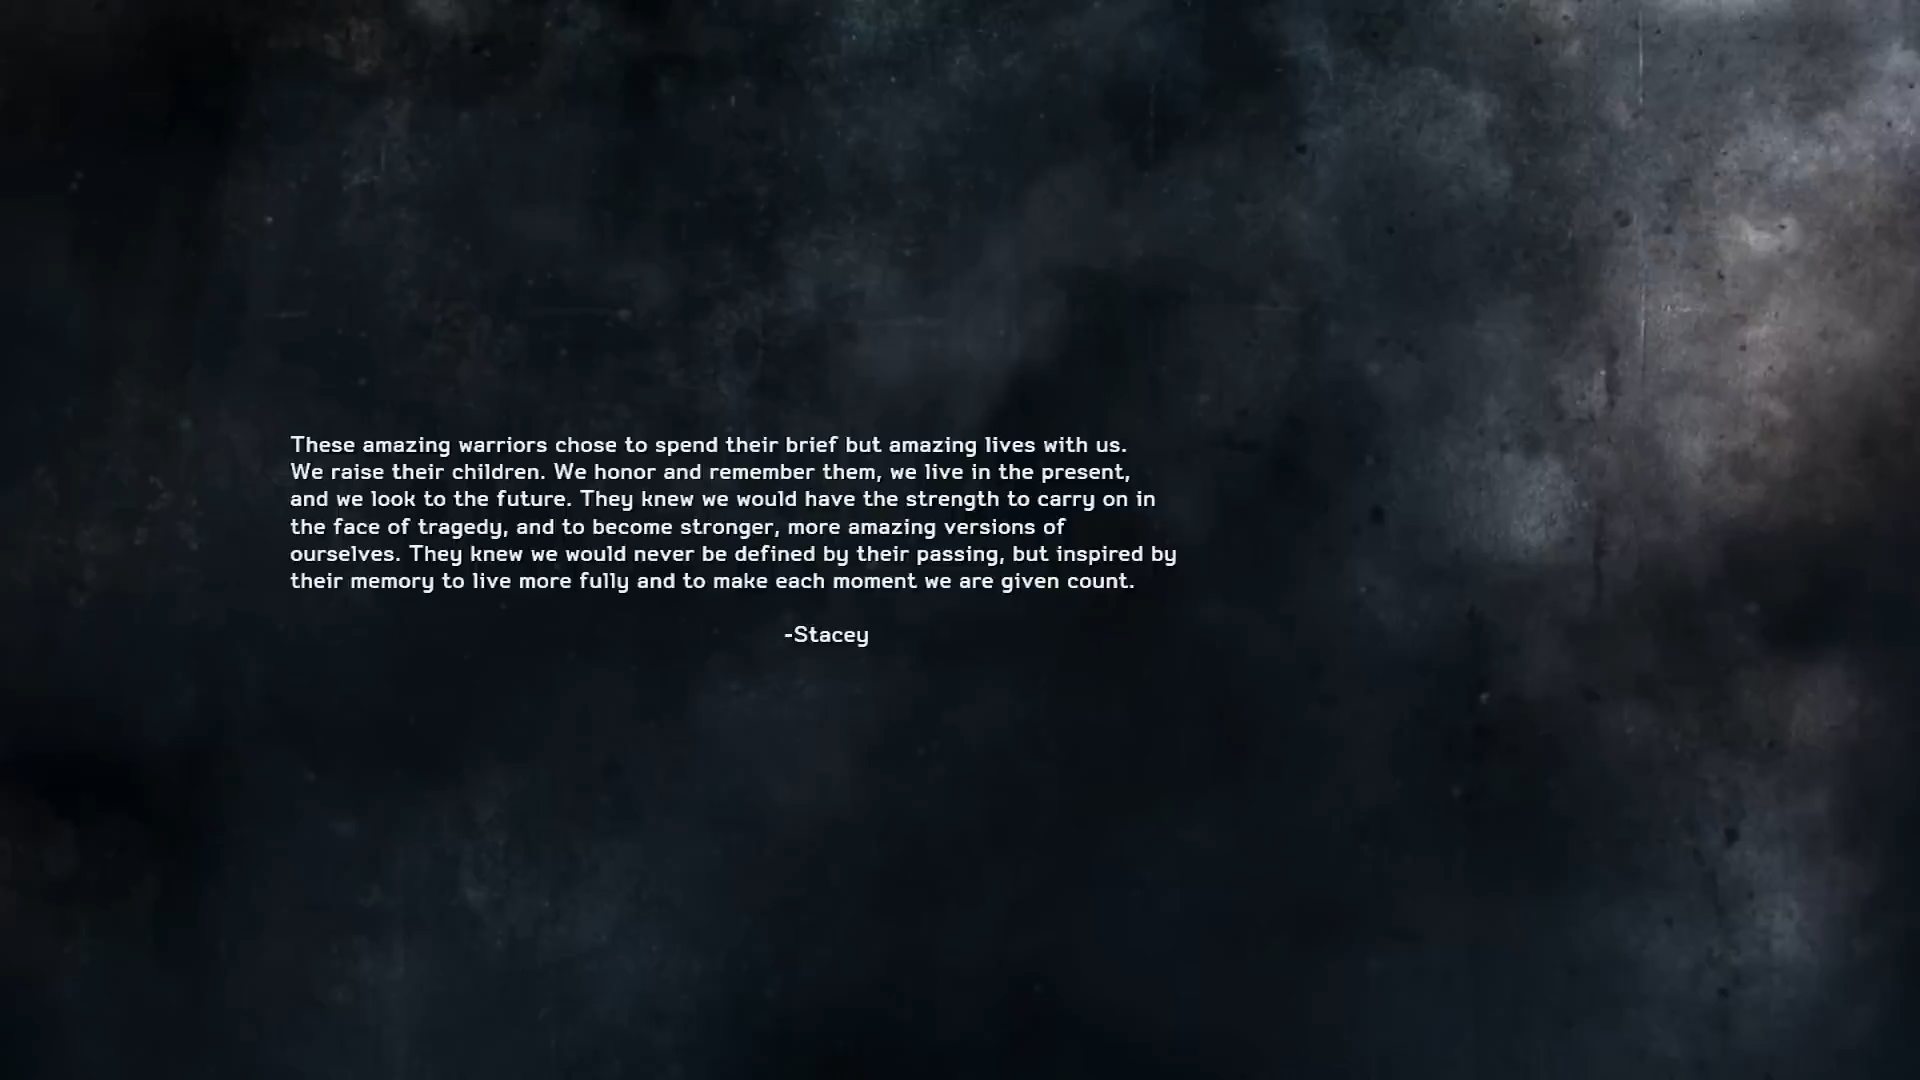 These amazing warriors chose to spend their brief but amazing lives with us.
We raise their children. We honor and remember them, we live in the present,
and we look to the future. They knew we would have the strength to carry on in
the face of tragedy, and to become stronger, more amazing versions of
ourselves. They knew we would never be defined by their passing, but inspired by
their memory to live more fully and to make each moment we are given count.
-Stacey